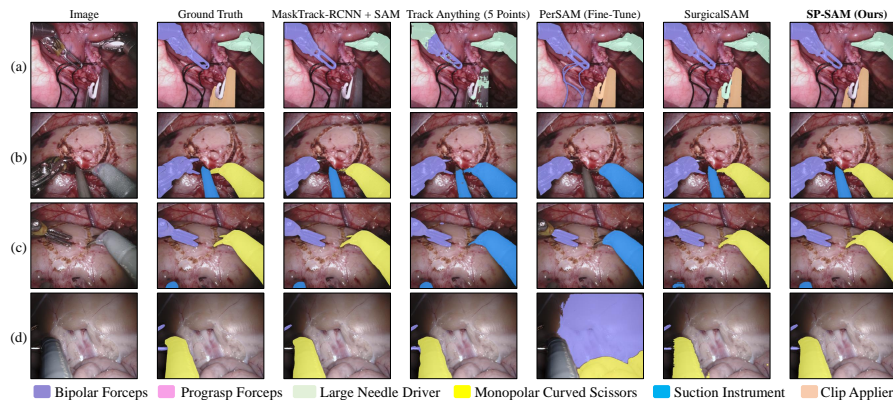 Image Ground Truth MaskTrack-RCNN + SAM Track Anything (5 Points) PerSAM (Fine-Tune) SurgicalSAM SP-SAM (Ours)
(a)
(b)
(c)
(d)
Bipolar Forceps Prograsp Forceps Large Needle Driver Monopolar Curved Scissors Suction Instrument Clip Applier